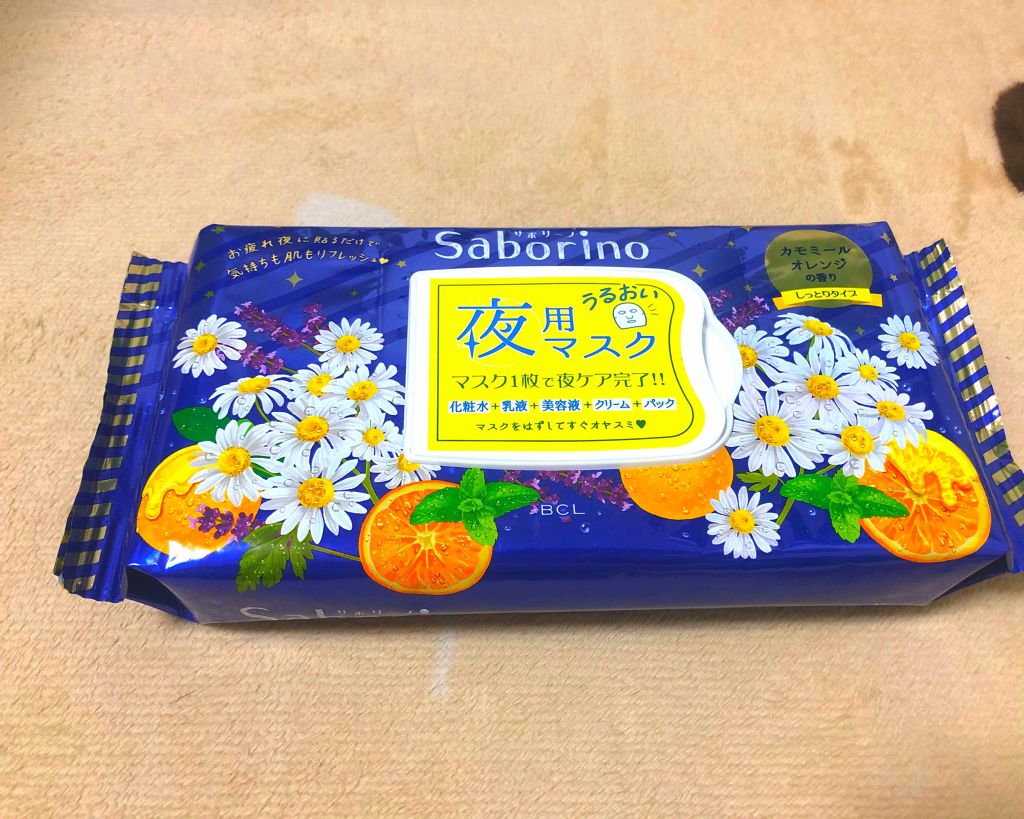 お疲れ夜に貼るだけで
気持ちも肌もリフレッシュ♥
サボリーノ
Saborino
カモミール
オレンジ
の香り
しっとりタイプ
うるおい
夜用
マスク
マスク1枚で夜ケア完了!!
化粧水+乳液+美容液+クリーム+パック
マスクをはずしてすぐオヤスミ♥
BCL
サボリーノ